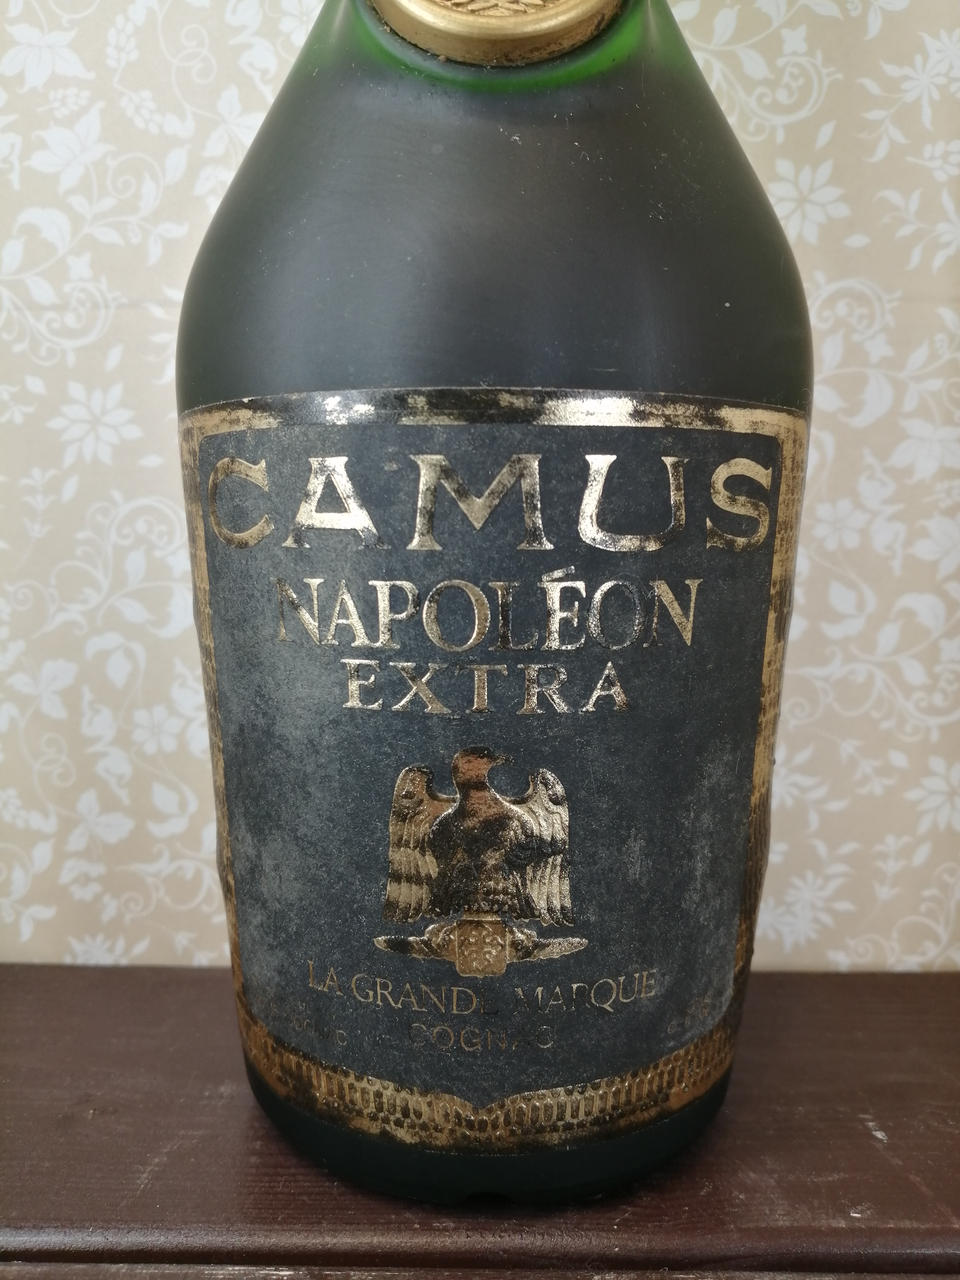 CAMUS
NAPOLÉON
EXTRA
LA GRANDE MARQUE
COGNAC